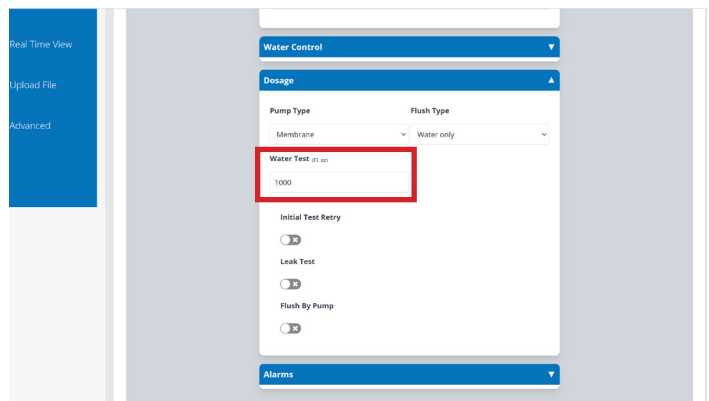 Real Time View
Upload File
Advanced
Water Control
Dosage
Pump Type
Flush Type
Membrane
Water only
Water Test (Fl. oz)
1000
Initial Test Retry
Leak Test
Flush By Pump
Alarms